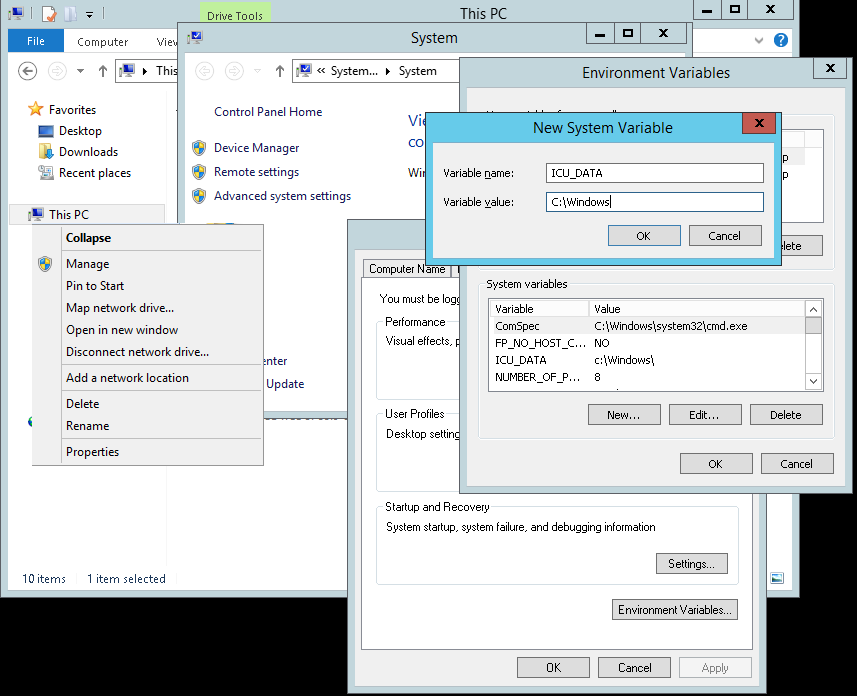 Drive Tools
This PC
File
Computer
View
This
Favorites
Desktop
Downloads
Recent places
This PC
Collapse
Manage
Pin to Start
Map network drive...
Open in new window
Disconnect network drive...
Add a network location
Delete
Rename
Properties
10 items
1 item selected
System
« System...
System
Control Panel Home
Device Manager
Remote settings
Advanced system settings
Update
Computer Name
You must be logg
Performance
Visual effects, p
User Profiles
Desktop setting
Startup and Recovery
System startup, system failure, and debugging information
Settings...
Environment Variables...
OK
Cancel
Apply
Environment Variables
New System Variable
Variable name:
ICU_DATA
Variable value:
C:\Windows
OK
Cancel
System variables
Variable
Value
ComSpec
C:\Windows\system32\cmd.exe
FP_NO_HOST_C...
NO
ICU_DATA
c:\Windows\
NUMBER_OF_P...
8
New...
Edit...
Delete
OK
Cancel